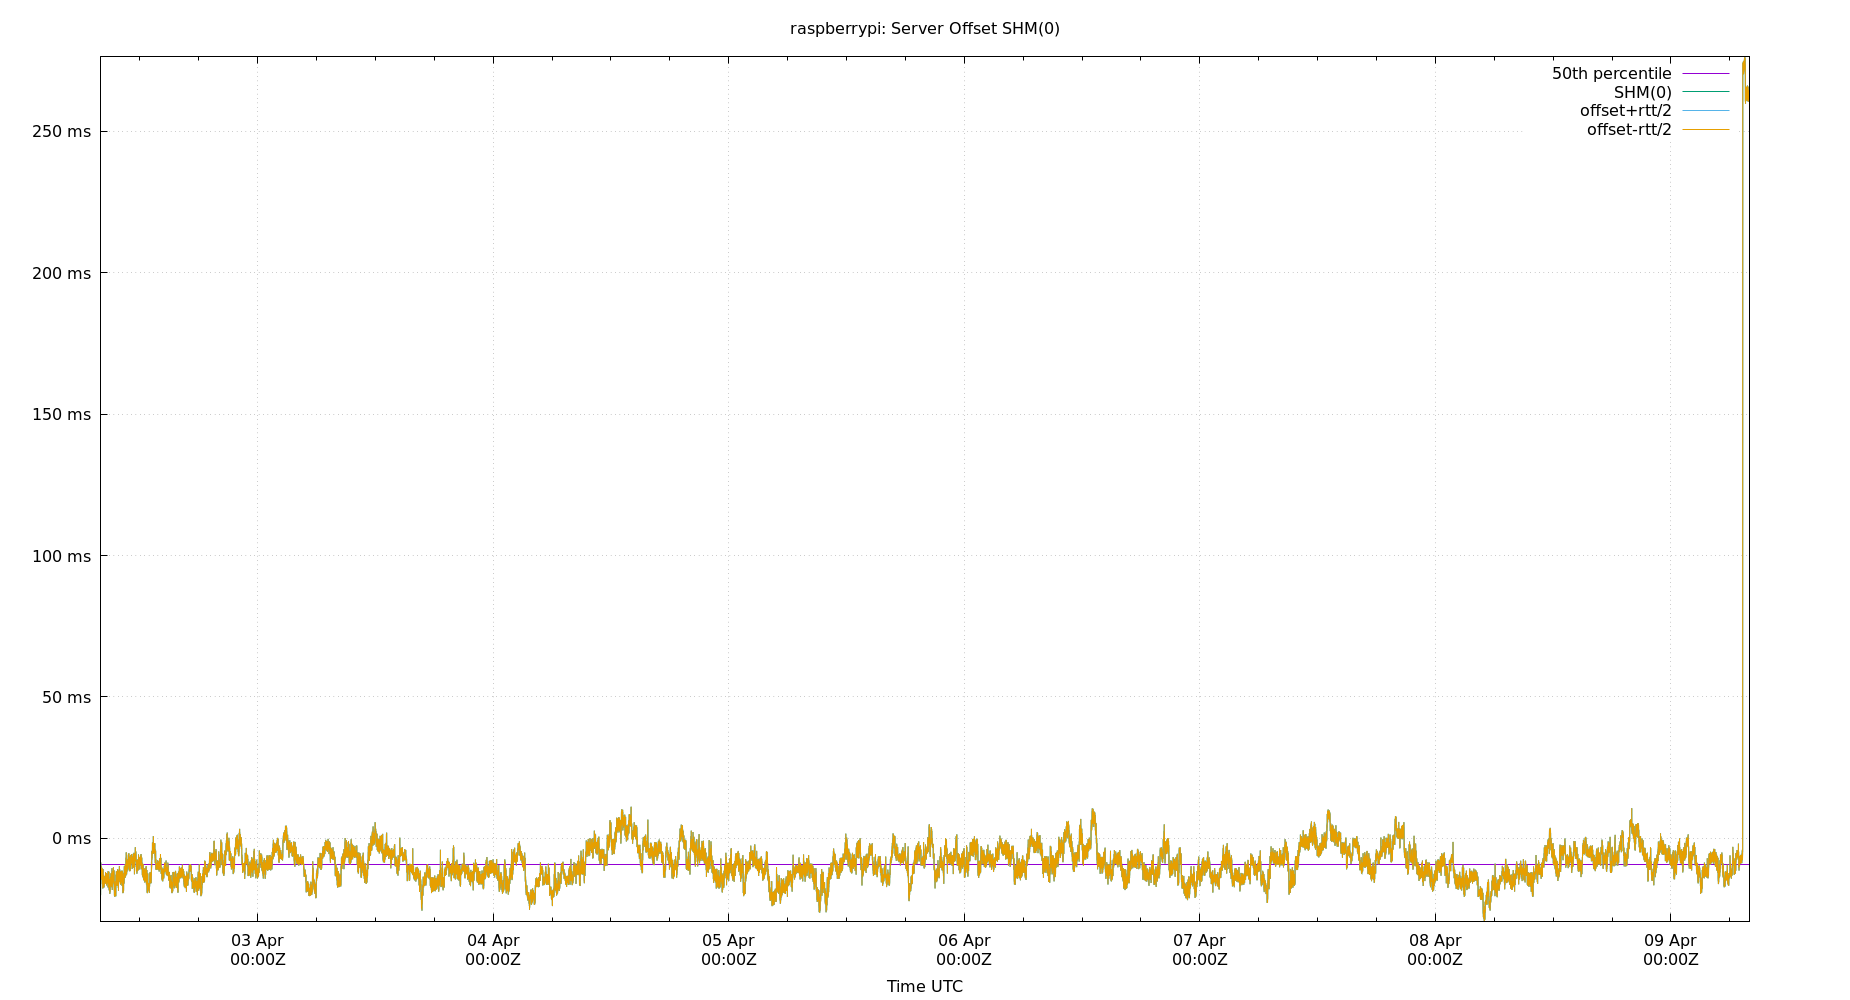 raspberrypi: Server Offset SHM(0)
50th percentile
SHM(0)
offset+rtt/2
offset-rtt/2
250 ms
200 ms
150 ms
100 ms
50 ms
0 ms
03 Apr 04 Apr 05 Apr 06 Apr 07 Apr 08 Apr 09 Apr
00:00Z 00:00Z 00:00Z 00:00Z 00:00Z 00:00Z 00:00Z
Time UTC